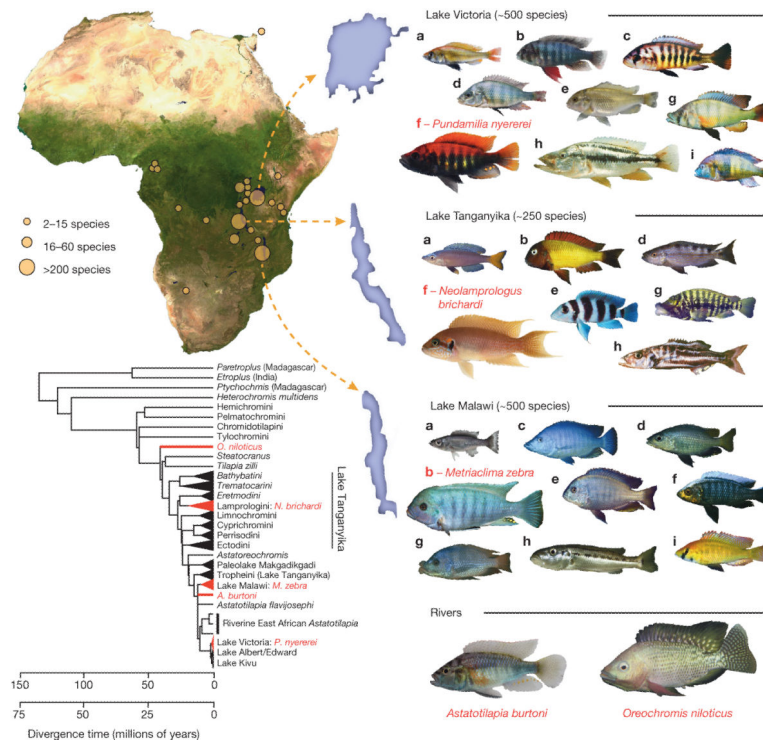 Lake Victoria (~500 species)
a
b
c
d
e
g
f – Pundamilia nyererei
h
i
2–15 species
16–60 species
>200 species
Lake Tanganyika (~250 species)
a
b
d
f – Neolamprologus
brichardi
e
g
h
Lake Malawi (~500 species)
a
c
d
b – Metriaclima zebra
e
f
g
h
i
Rivers
Astatotilapia burtoni
Oreochromis niloticus
Paretroplus (Madagascar)
Etroplus (India)
Ptychochmis (Madagascar)
Heterochromis multidens
Hemichromini
Pelmatochromini
Chromidotilapini
Tylochromini
O. niloticus
Steatocranus
Tilapia zilli
Bathybatini
Trematocarini
Eretmodini
Lamprologini: N. brichardi
Limnochromini
Cyprichromini
Perrisodini
Ectodini
Lake Tanganyika
Astatoreochromis
Paleolake Makgadikgadi
Tropheini (Lake Tanganyika)
Lake Malawi: M. zebra
A. burtoni
Astatotilapia flavijosephi
Riverine East African Astatotilapia
Lake Victoria: P. nyererei
Lake Albert/Edward
Lake Kivu
150
100
50
0
75
50
25
0
Divergence time (millions of years)